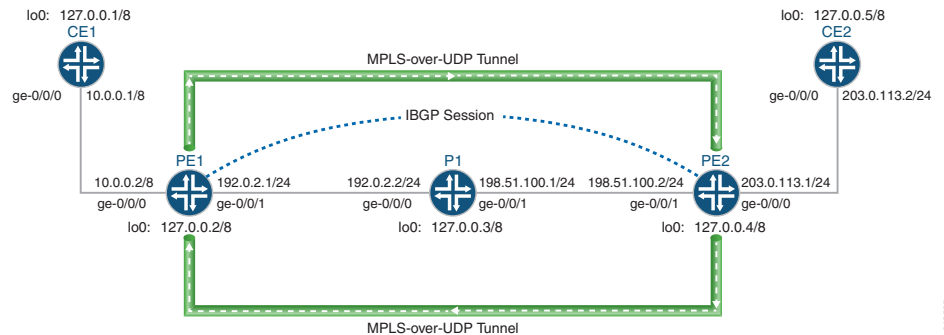 lo0: 127.0.0.1/8
CE1
ge-0/0/0
10.0.0.1/8
lo0: 127.0.0.5/8
CE2
ge-0/0/0
203.0.113.2/24
MPLS-over-UDP Tunnel
IBGP Session
PE1
10.0.0.2/8
ge-0/0/0
192.0.2.1/24
ge-0/0/1
lo0: 127.0.0.2/8
P1
192.0.2.2/24
ge-0/0/0
198.51.100.1/24
ge-0/0/1
lo0: 127.0.0.3/8
PE2
198.51.100.2/24
ge-0/0/1
203.0.113.1/24
ge-0/0/0
lo0: 127.0.0.4/8
MPLS-over-UDP Tunnel